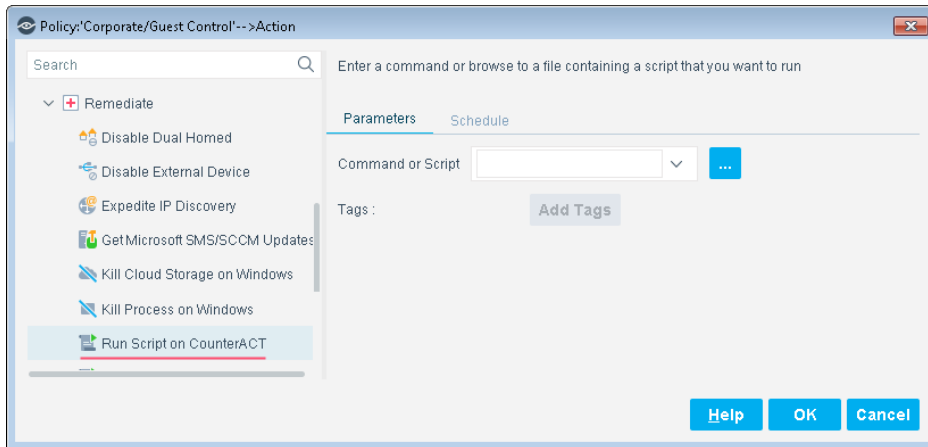 Policy:'Corporate/Guest Control'-->Action
Search
Remediate
Disable Dual Homed
Disable External Device
Expedite IP Discovery
Get Microsoft SMS/SCCM Updates
Kill Cloud Storage on Windows
Kill Process on Windows
Run Script on CounterACT
Enter a command or browse to a file containing a script that you want to run
Parameters Schedule
Command or Script ...
Tags : Add Tags
Help OK Cancel